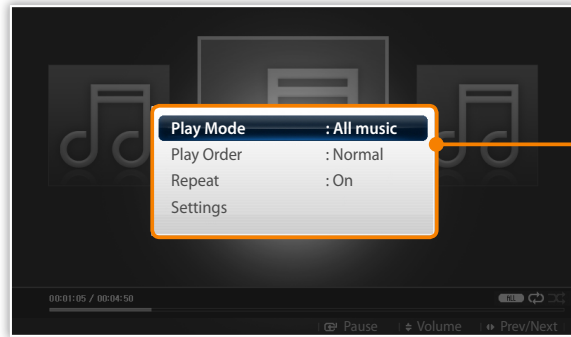 Play Mode : All music
Play Order : Normal
Repeat : On
Settings
00:01:05 / 00:04:50 ALL
Pause Volume Prev/Next